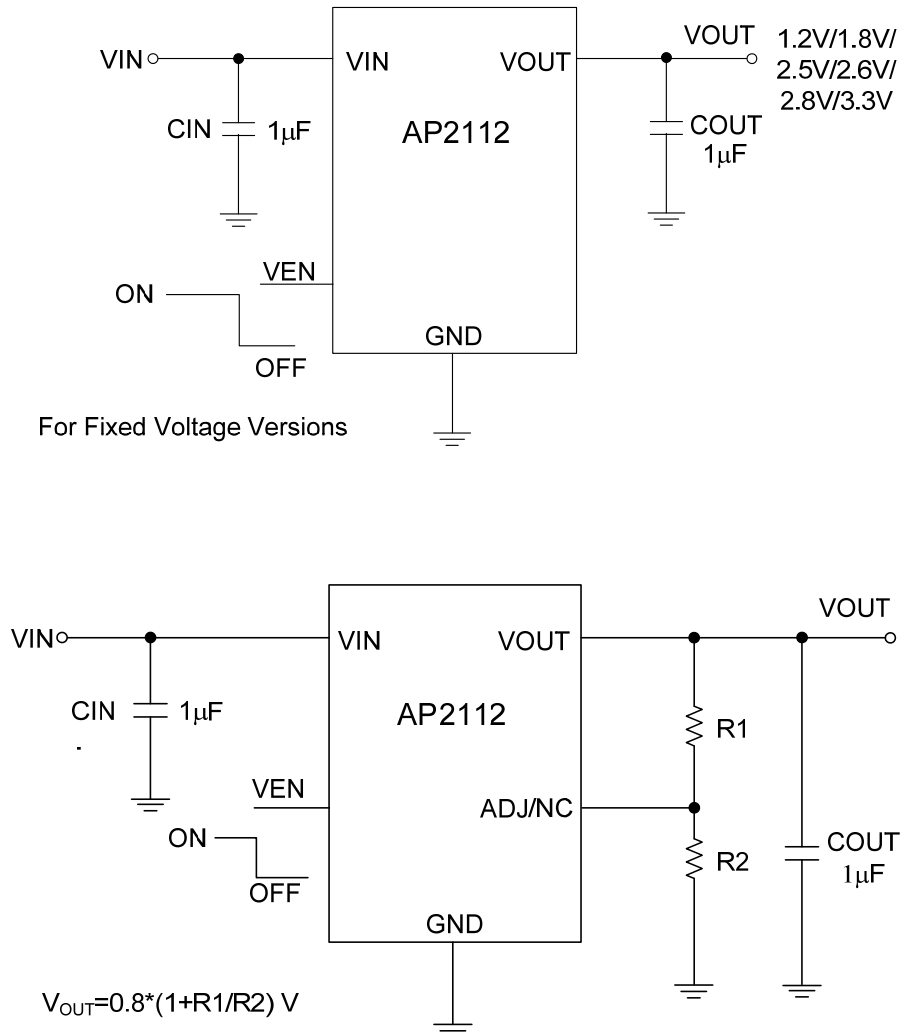 VOUT 1.2V/1.8V/
2.5V/2.6V/
2.8V/3.3V
VIN VIN VOUT
CIN 1μF
AP2112
COUT
1μF
VEN
ON
OFF
GND
For Fixed Voltage Versions
VOUT
VIN VIN VOUT
CIN 1μF
AP2112
R1
VEN
ADJ/NC
ON
OFF
R2
COUT
1μF
GND
V_OUT=0.8*(1+R1/R2) V